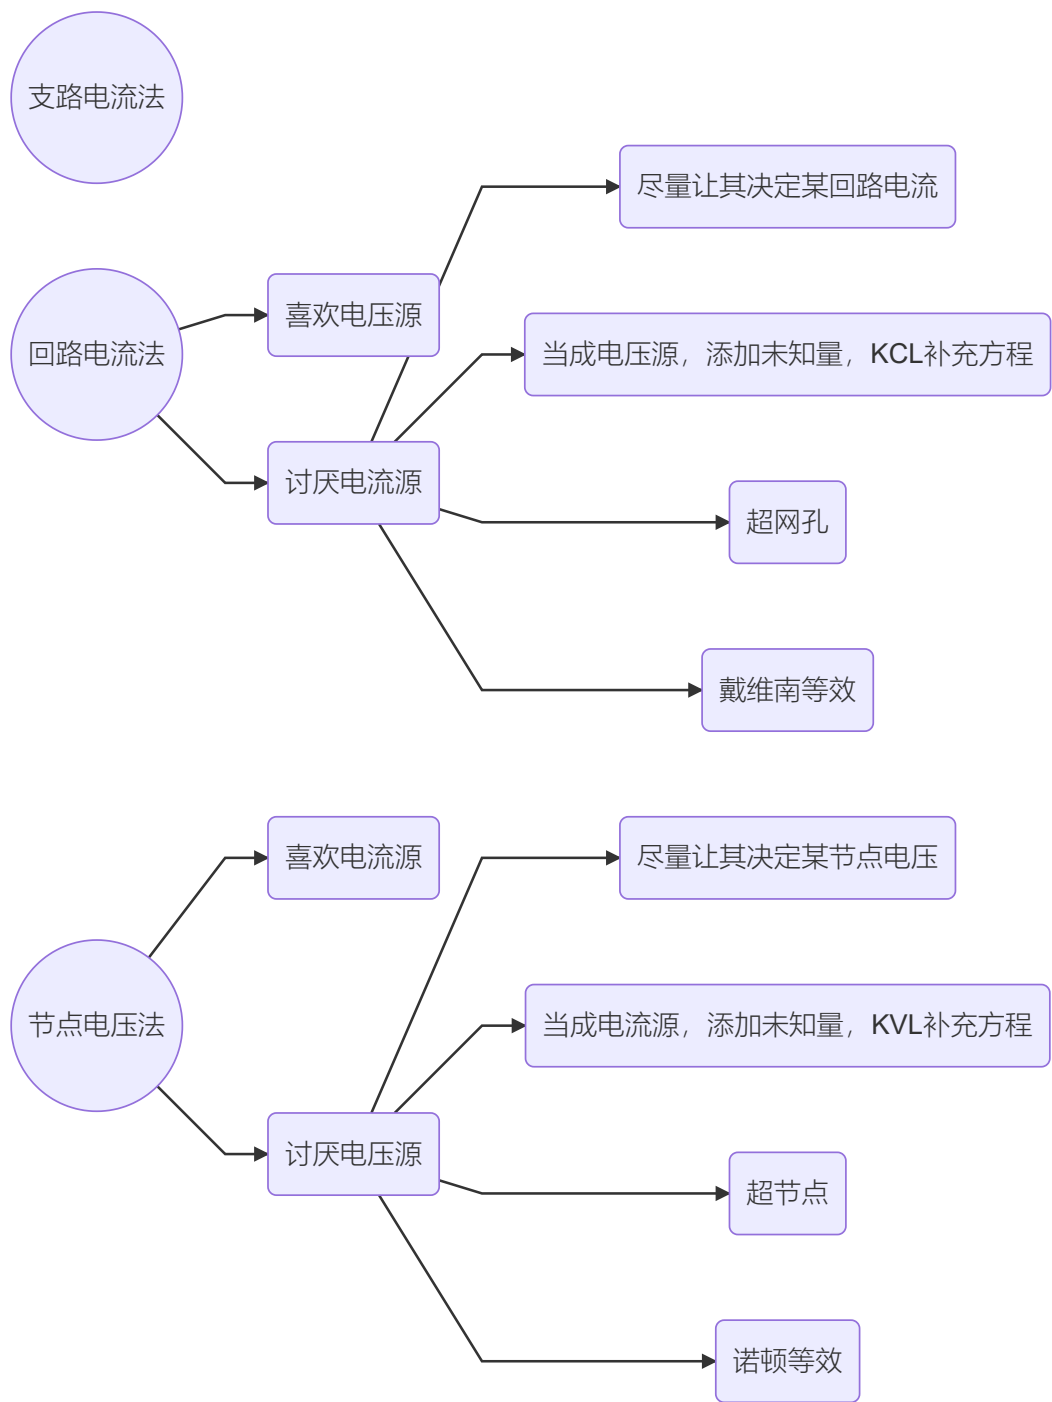 支路电流法
尽量让其决定某回路电流
喜欢电压源
回路电流法
当成电压源，添加未知量，KCL补充方程
讨厌电流源
超网孔
戴维南等效
喜欢电流源
尽量让其决定某节点电压
节点电压法
当成电流源，添加未知量，KVL补充方程
讨厌电压源
超节点
诺顿等效